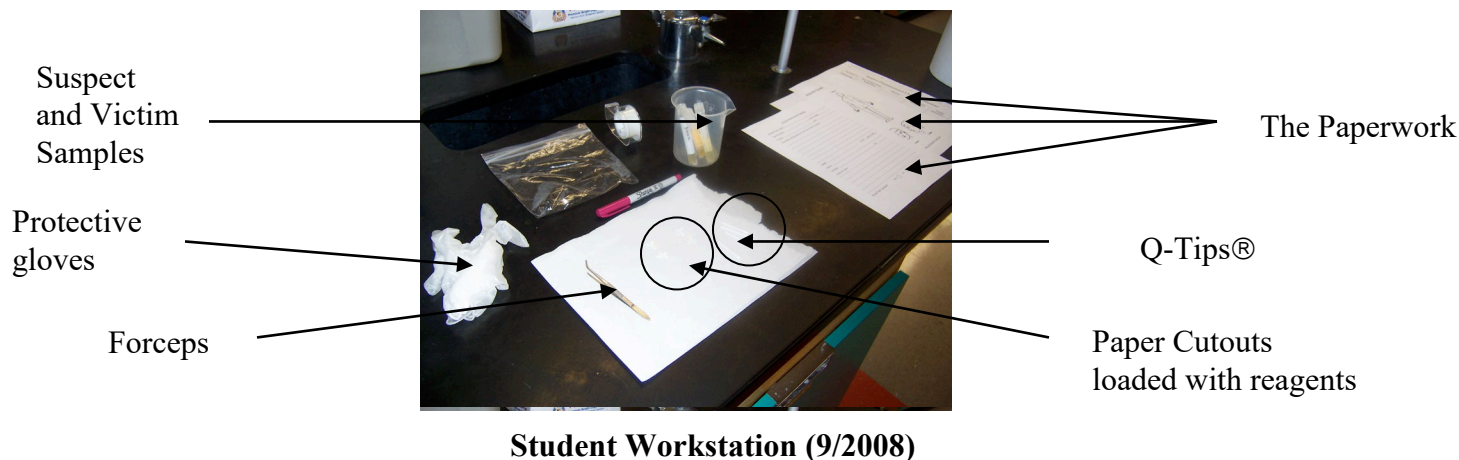 Suspect
and Victim
Samples
The Paperwork
Protective
gloves
Q-Tips®
Forceps
Paper Cutouts
loaded with reagents
Sharpie
Student Workstation (9/2008)